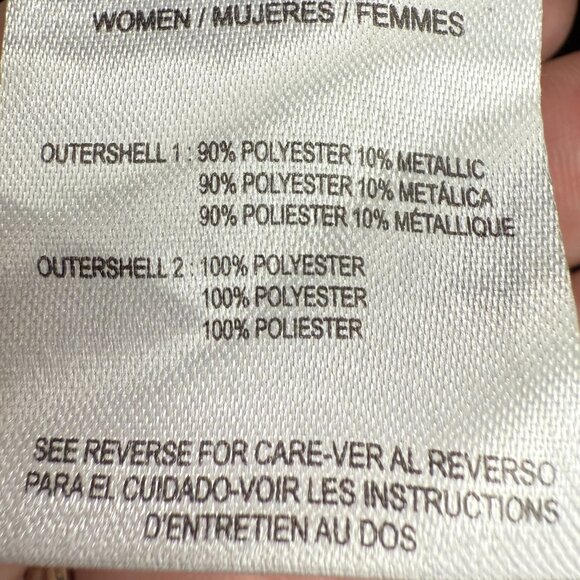 WOMEN / MUJERES / FEMMES
OUTERSHELL 1 : 90% POLYESTER 10% METALLIC
90% POLYESTER 10% METÁLICA
90% POLIESTER 10% MÉTALLIQUE
OUTERSHELL 2 : 100% POLYESTER
100% POLYESTER
100% POLIESTER
SEE REVERSE FOR CARE-VER AL REVERSO
PARA EL CUIDADO-VOIR LES INSTRUCTIONS
D'ENTRETIEN AU DOS